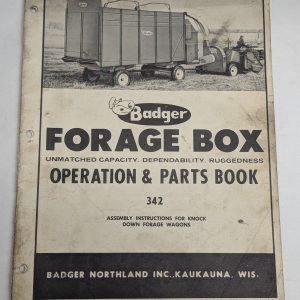 Badger
FORAGE BOX
UNMATCHED CAPACITY, DEPENDABILITY, RUGGEDNESS
OPERATION & PARTS BOOK
342
ASSEMBLY INSTRUCTIONS FOR KNOCK
DOWN FORAGE WAGONS
BADGER NORTHLAND INC., KAUKAUNA, WIS.